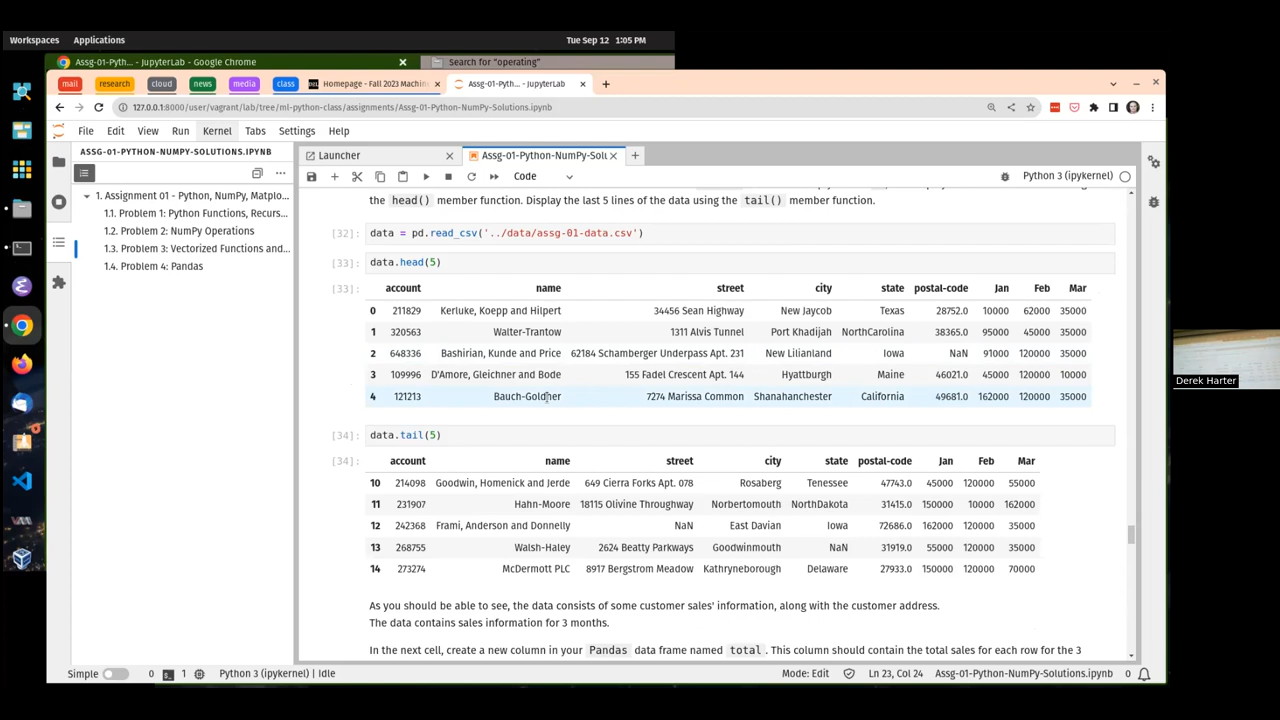 Workspaces Applications Tue Sep 12 1:05 PM
Assg-01-Pyth... - JupyterLab - Google Chrome Search for "operating"
mail research cloud news media class Homepage - Fall 2023 Machin Assg-01-Pyth... - JupyterLab
127.0.0.1:8000/user/vagrant/lab/tree/ml-python-class/assignments/Assg-01-Python-NumPy-Solutions.ipynb
File Edit View Run Kernel Tabs Settings Help
ASSG-01-PYTHON-NUMPY-SOLUTIONS.IPYNB
1. Assignment 01 - Python, NumPy, Matplo...
1.1. Problem 1: Python Functions, Recurs...
1.2. Problem 2: NumPy Operations
1.3. Problem 3: Vectorized Functions and...
1.4. Problem 4: Pandas
Launcher Assg-01-Python-NumPy-Solu
Code Python 3 (ipykernel)
the head() member function. Display the last 5 lines of the data using the tail() member function.
[32]: data = pd.read_csv('../data/assg-01-data.csv')
[33]: data.head(5)
[33]: account name street city state postal-code Jan Feb Mar
0 211829 Kerluke, Koepp and Hilpert 34456 Sean Highway New Jaycob Texas 28752.0 10000 62000 35000
1 320563 Walter-Trantow 1311 Alvis Tunnel Port Khadijah NorthCarolina 38365.0 95000 45000 35000
2 648336 Bashirian, Kunde and Price 62184 Schamberger Underpass Apt. 231 New Lilianland Iowa NaN 91000 120000 35000
3 109996 D'Amore, Gleichner and Bode 155 Fadel Crescent Apt. 144 Hyattburgh Maine 46021.0 45000 120000 10000
4 121213 Bauch-Goldner 7274 Marissa Common Shanahanchester California 49681.0 162000 120000 35000
[34]: data.tail(5)
[34]: account name street city state postal-code Jan Feb Mar
10 214098 Goodwin, Homenick and Jerde 649 Cierra Forks Apt. 078 Rosaberg Tenessee 47743.0 45000 120000 55000
11 231907 Hahn-Moore 18115 Olivine Throughway Norbertomouth NorthDakota 31415.0 150000 10000 162000
12 242368 Frami, Anderson and Donnelly NaN East Davian Iowa 72686.0 162000 120000 35000
13 268755 Walsh-Haley 2624 Beatty Parkways Goodwinmouth NaN 31919.0 55000 120000 35000
14 273274 McDermott PLC 8917 Bergstrom Meadow Kathryneborough Delaware 27933.0 150000 120000 70000
As you should be able to see, the data consists of some customer sales' information, along with the customer address.
The data contains sales information for 3 months.
In the next cell, create a new column in your Pandas data frame named total. This column should contain the total sales for each row for the 3
Simple 0 1 Python 3 (ipykernel) | Idle Mode: Edit Ln 23, Col 24 Assg-01-Python-NumPy-Solutions.ipynb 0
Derek Harter